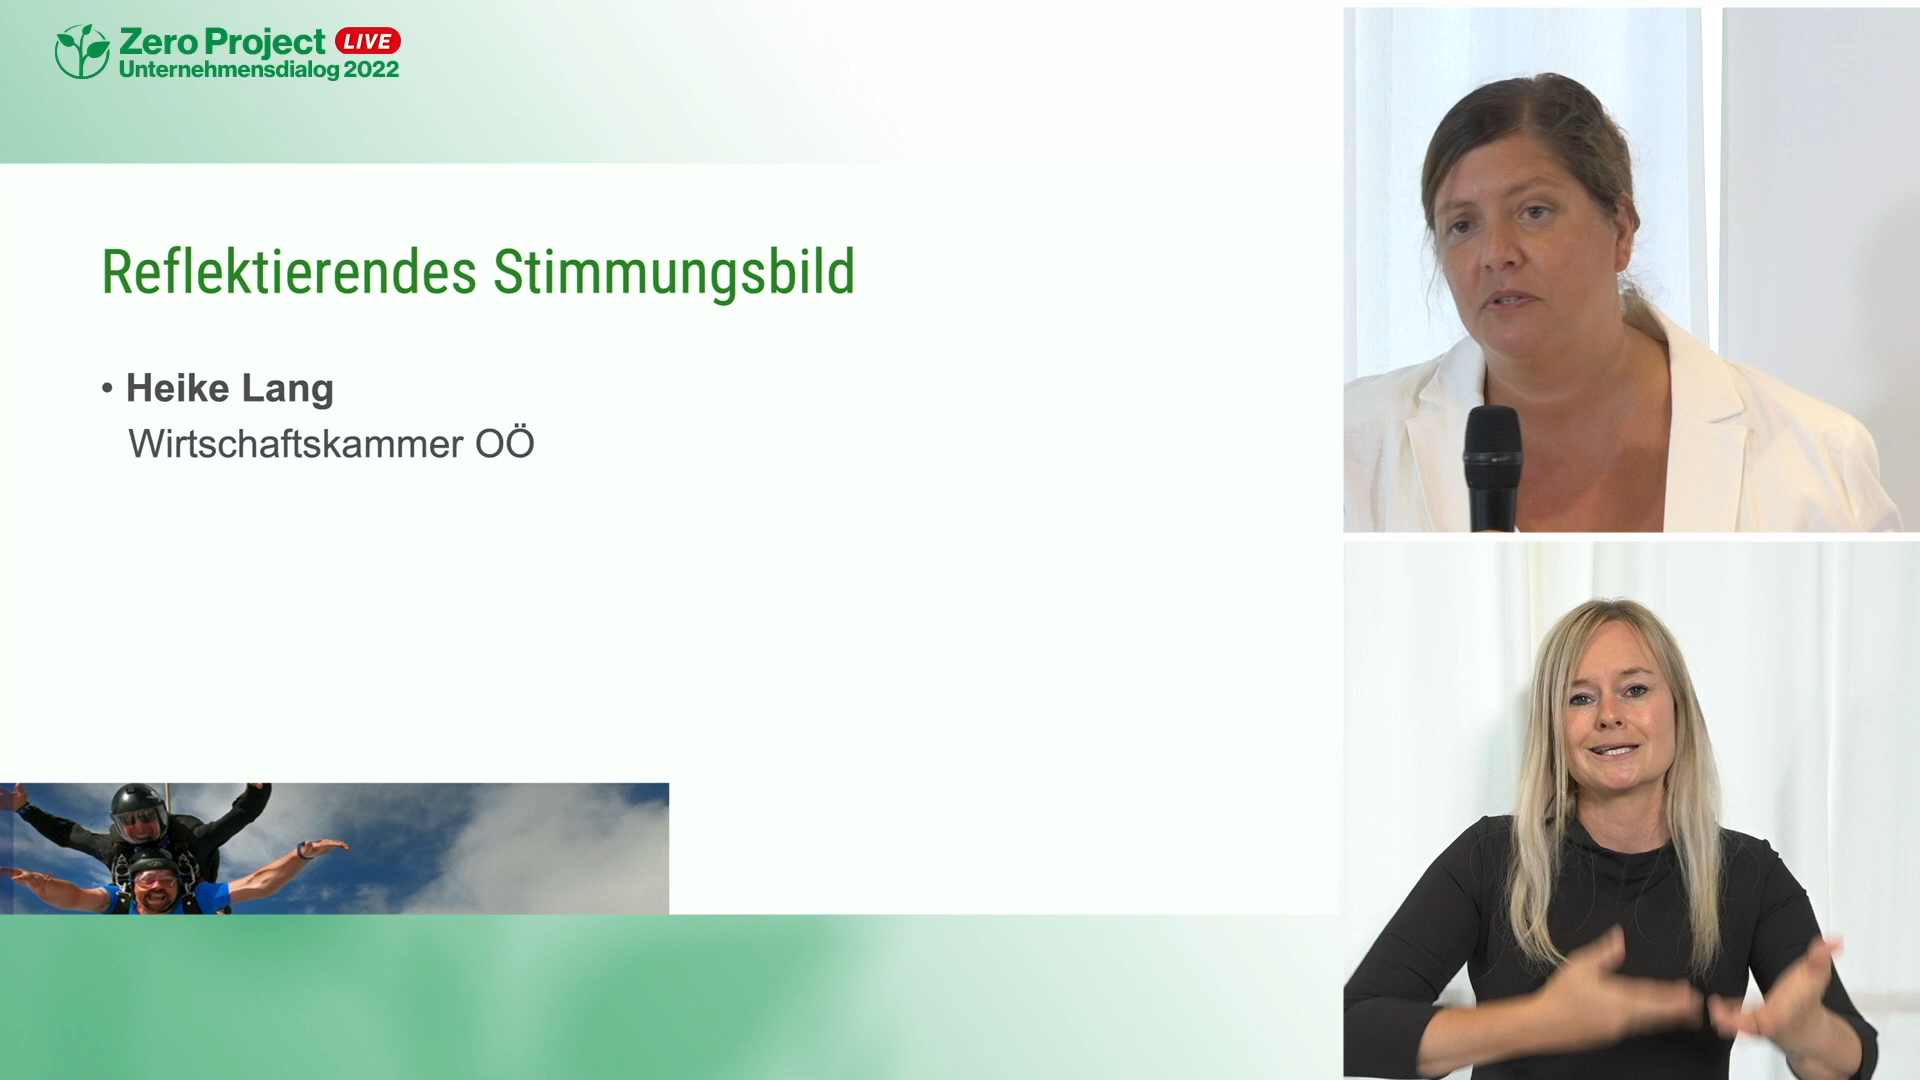 Zero Project LIVE
Unternehmensdialog 2022
Reflektierendes Stimmungsbild
• Heike Lang
Wirtschaftskammer OÖ